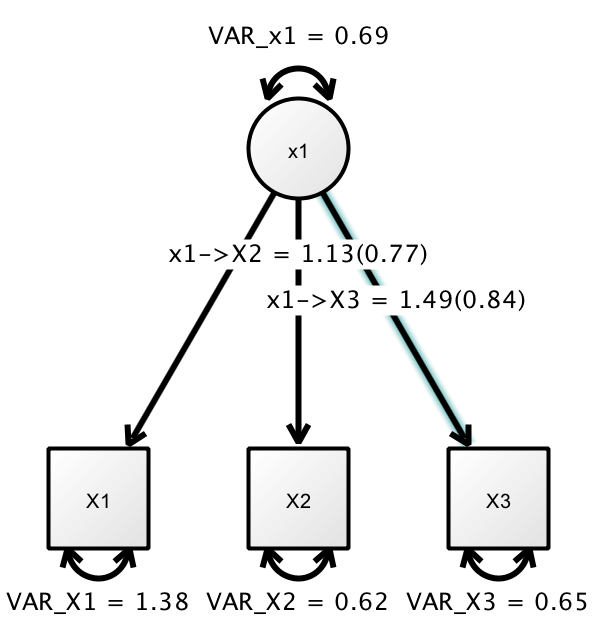 VAR_x1 = 0.69
x1
x1->X2 = 1.13(0.77)
x1->X3 = 1.49(0.84)
X1
X2
X3
VAR_X1 = 1.38
VAR_X2 = 0.62
VAR_X3 = 0.65